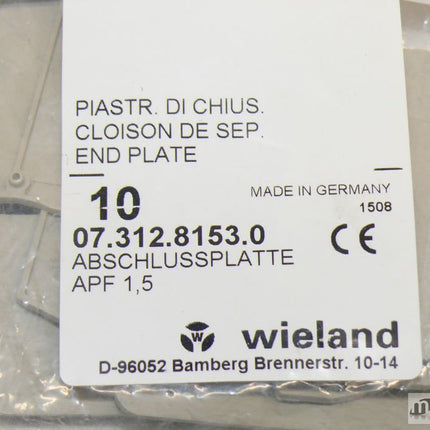 PIASTR. DI CHIUS.
CLOISON DE SEP.
END PLATE
10
MADE IN GERMANY
1508
07.312.8153.0
CE
ABSCHLUSSPLATTE
APF 1,5
W wieland
D-96052 Bamberg Brennerstr. 10-14